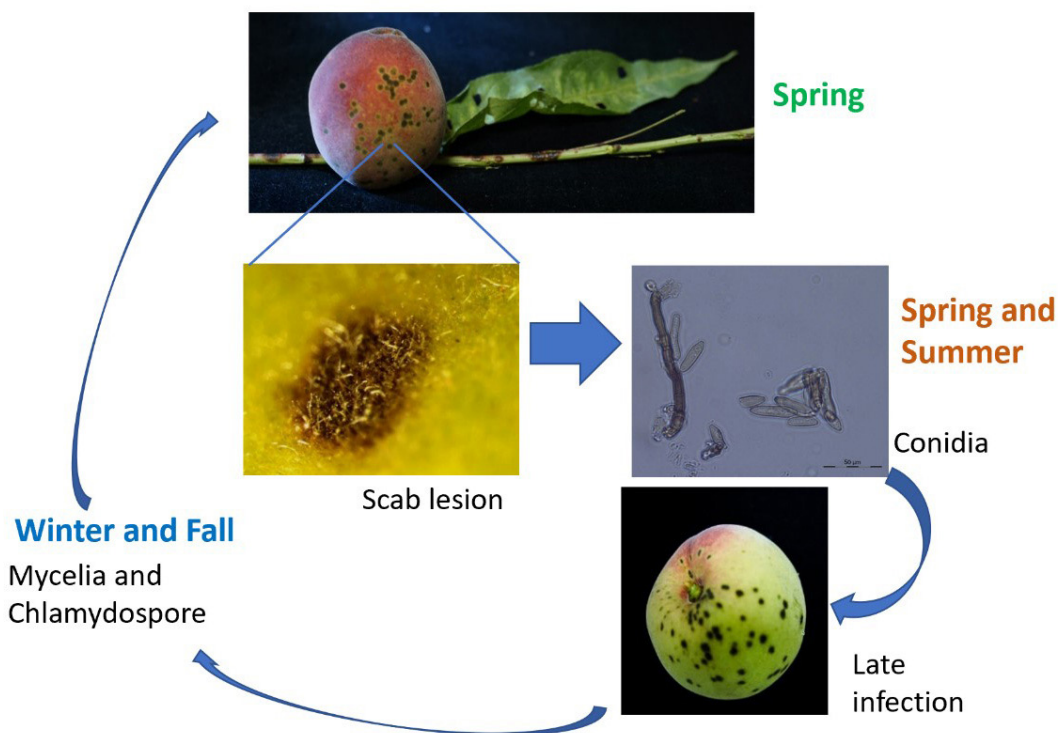 Spring
Spring and
Summer
Conidia
50 µm
Scab lesion
Winter and Fall
Mycelia and
Chlamydospore
Late
infection